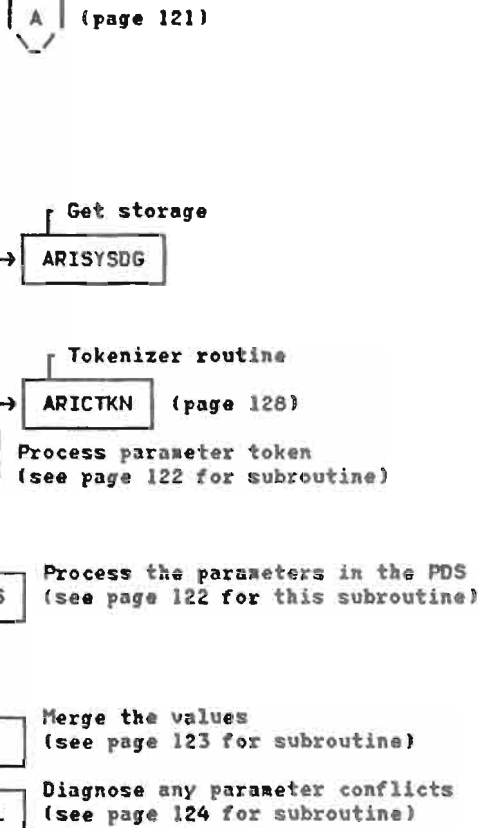 A (page 121)
Get storage
ARISYSDG
Tokenizer routine
ARICTKN (page 128)
Process parameter token
(see page 122 for subroutine)
Process the parameters in the PDS
S (see page 122 for this subroutine)
Merge the values
(see page 123 for subroutine)
Diagnose any parameter conflicts
(see page 124 for subroutine)